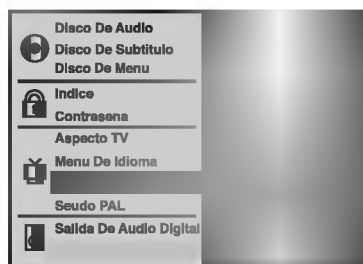 Disco De Audio
Disco De Subtitulo
Disco De Menu
Indice
Contrasena
Aspecto TV
Menu De Idioma
Seudo PAL
Salida De Audio Digital